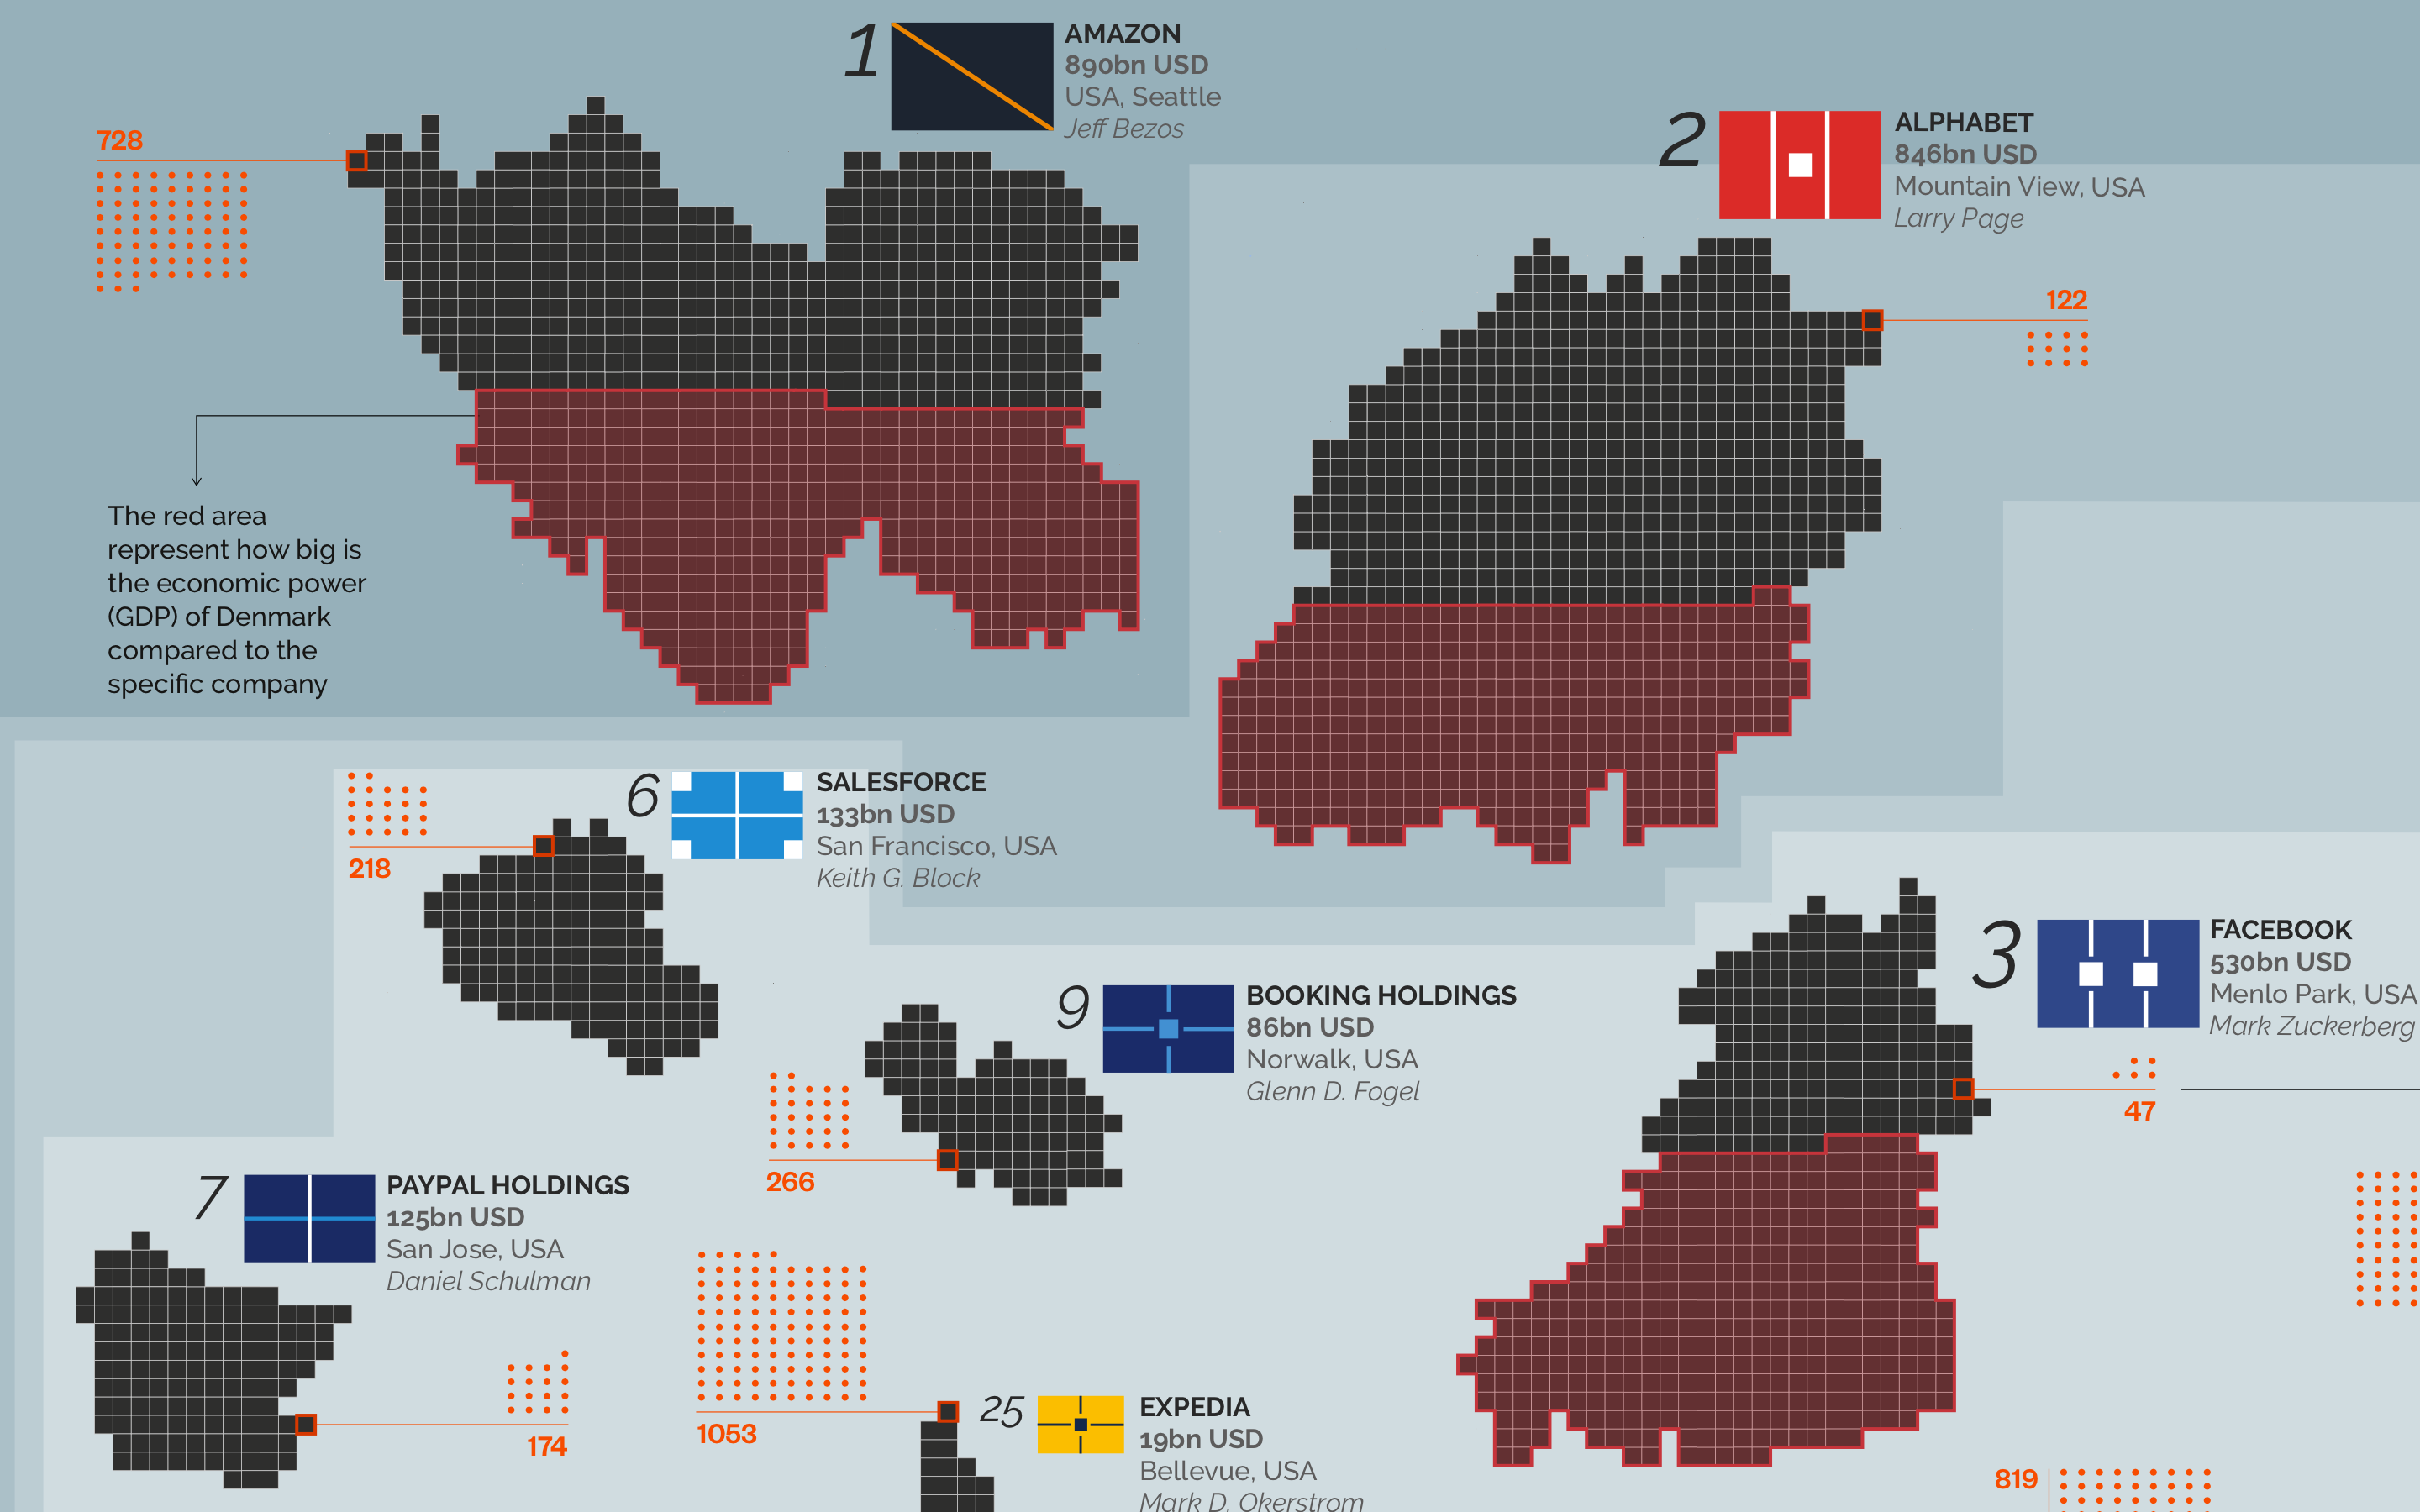 1
AMAZON
890bn USD
USA, Seattle
Jeff Bezos
728
2
ALPHABET
846bn USD
Mountain View, USA
Larry Page
122
The red area
represent how big is
the economic power
(GDP) of Denmark
compared to the
specific company
6
SALESFORCE
133bn USD
San Francisco, USA
Keith G. Block
218
3
FACEBOOK
530bn USD
Menlo Park, USA
Mark Zuckerberg
47
9
BOOKING HOLDINGS
86bn USD
Norwalk, USA
Glenn D. Fogel
266
7
PAYPAL HOLDINGS
125bn USD
San Jose, USA
Daniel Schulman
174
25
EXPEDIA
19bn USD
Bellevue, USA
Mark D. Okerstrom
1053
819